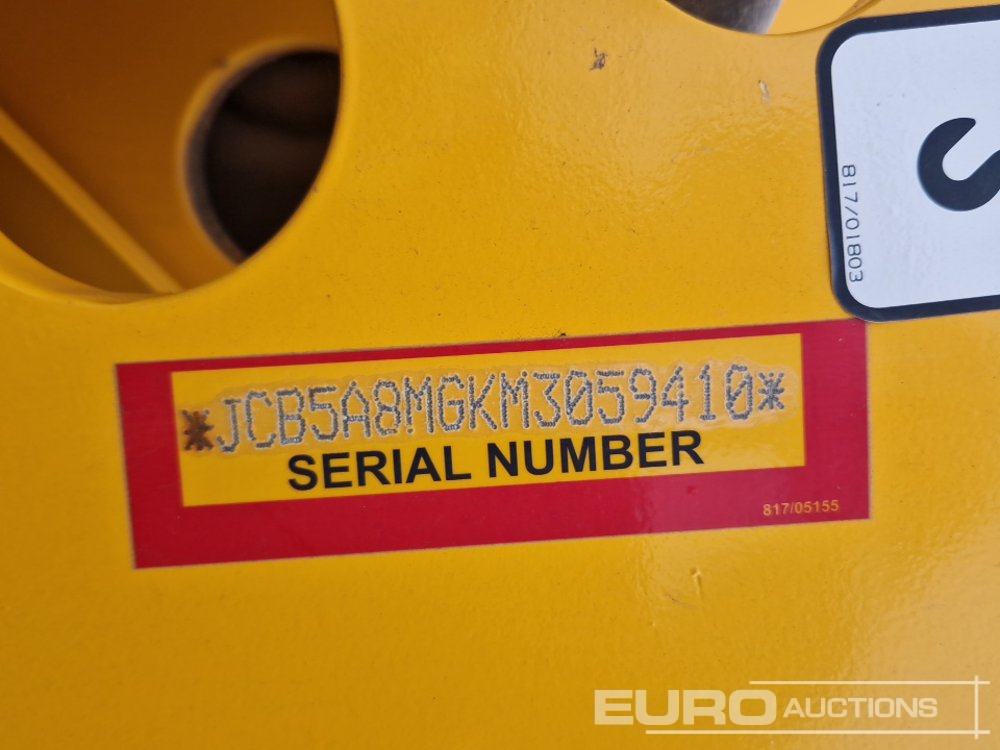 817/01803
*JCB5A8MGKM3059410*
SERIAL NUMBER
817/05155
EURO AUCTIONS